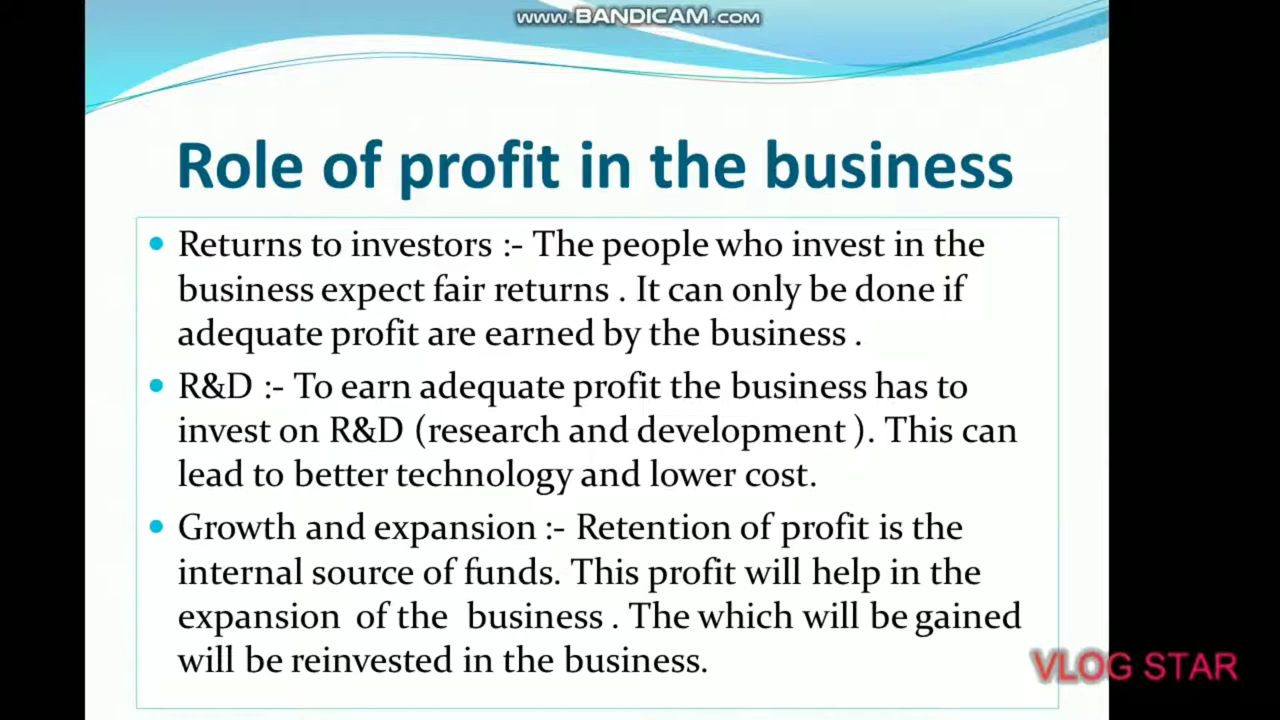 www.BANDICAM.com
Role of profit in the business
Returns to investors :- The people who invest in the
business expect fair returns . It can only be done if
adequate profit are earned by the business .
R&D :- To earn adequate profit the business has to
invest on R&D (research and development ). This can
lead to better technology and lower cost.
Growth and expansion :- Retention of profit is the
internal source of funds. This profit will help in the
expansion of the business . The which will be gained
will be reinvested in the business.
VLOG STAR